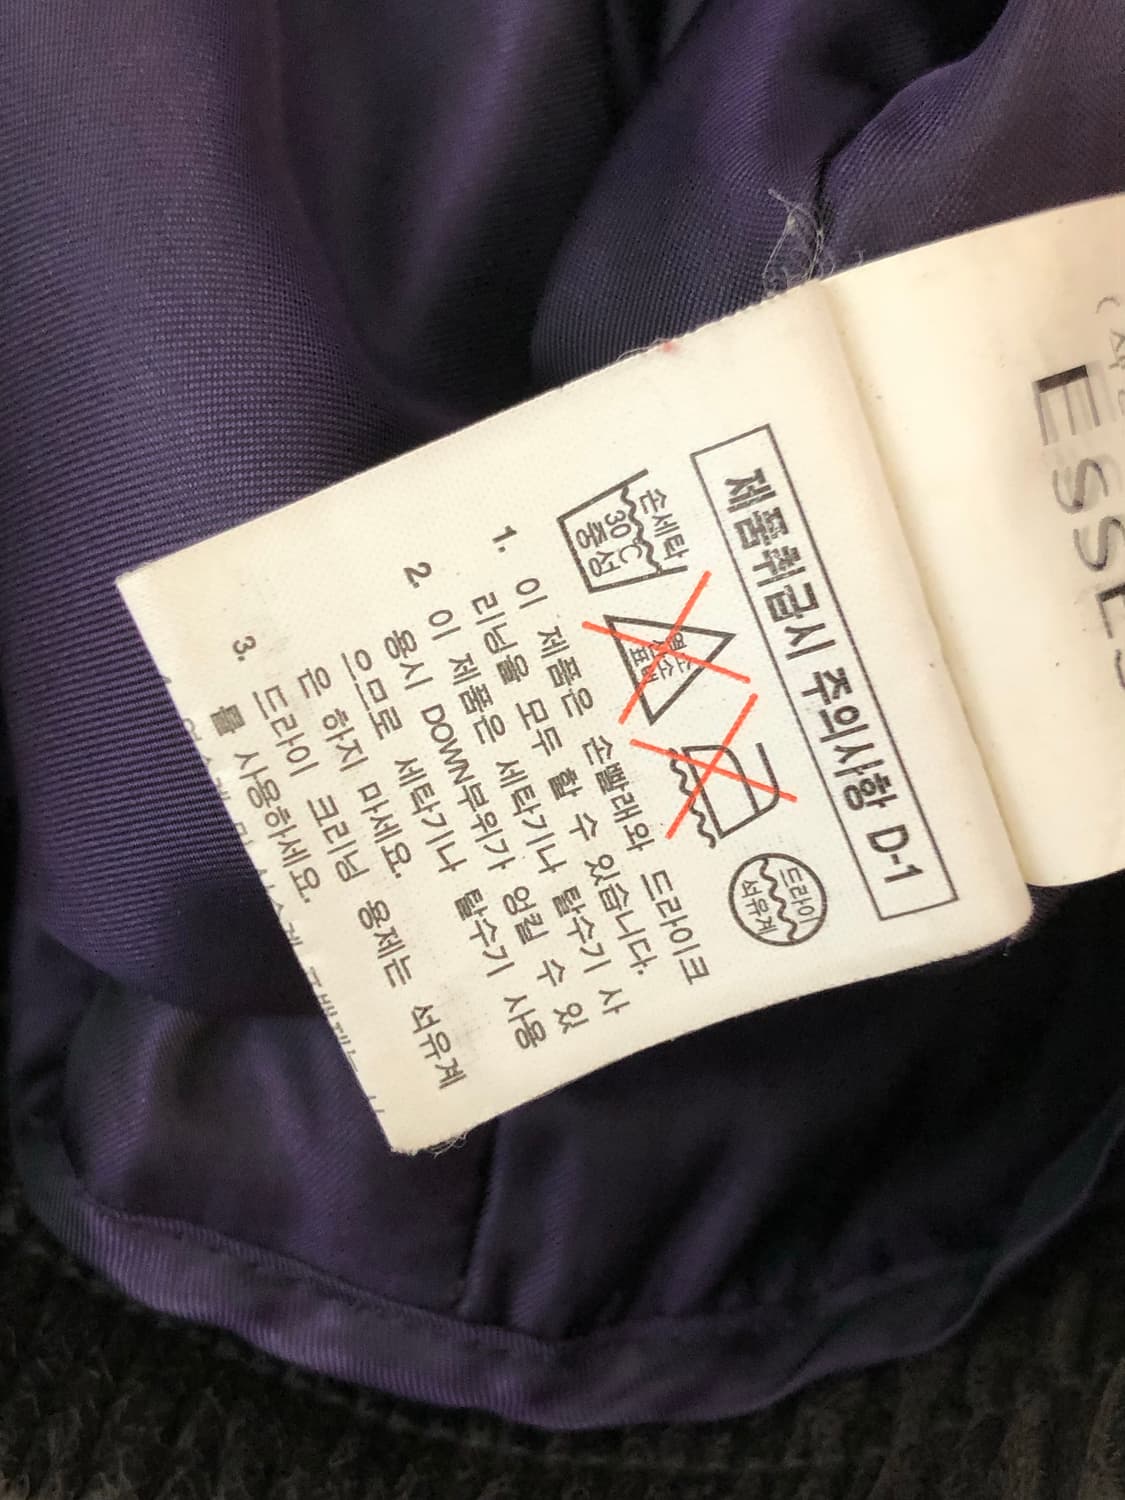 제품취급시 주의사항 D-1
손세탁
30℃
중성
염소
표백
드라이
석유계
1. 이 제품은 손빨래와 드라이크
리닝을 모두 할 수 있습니다.
2. 이 제품은 세탁기나 탈수기 사
용시 DOWN부위가 엉킬 수 있
으므로 세탁기나 탈수기 사용
은 하지 마세요.
3. 드라이 크리닝 용제는 석유계
를 사용하세요.